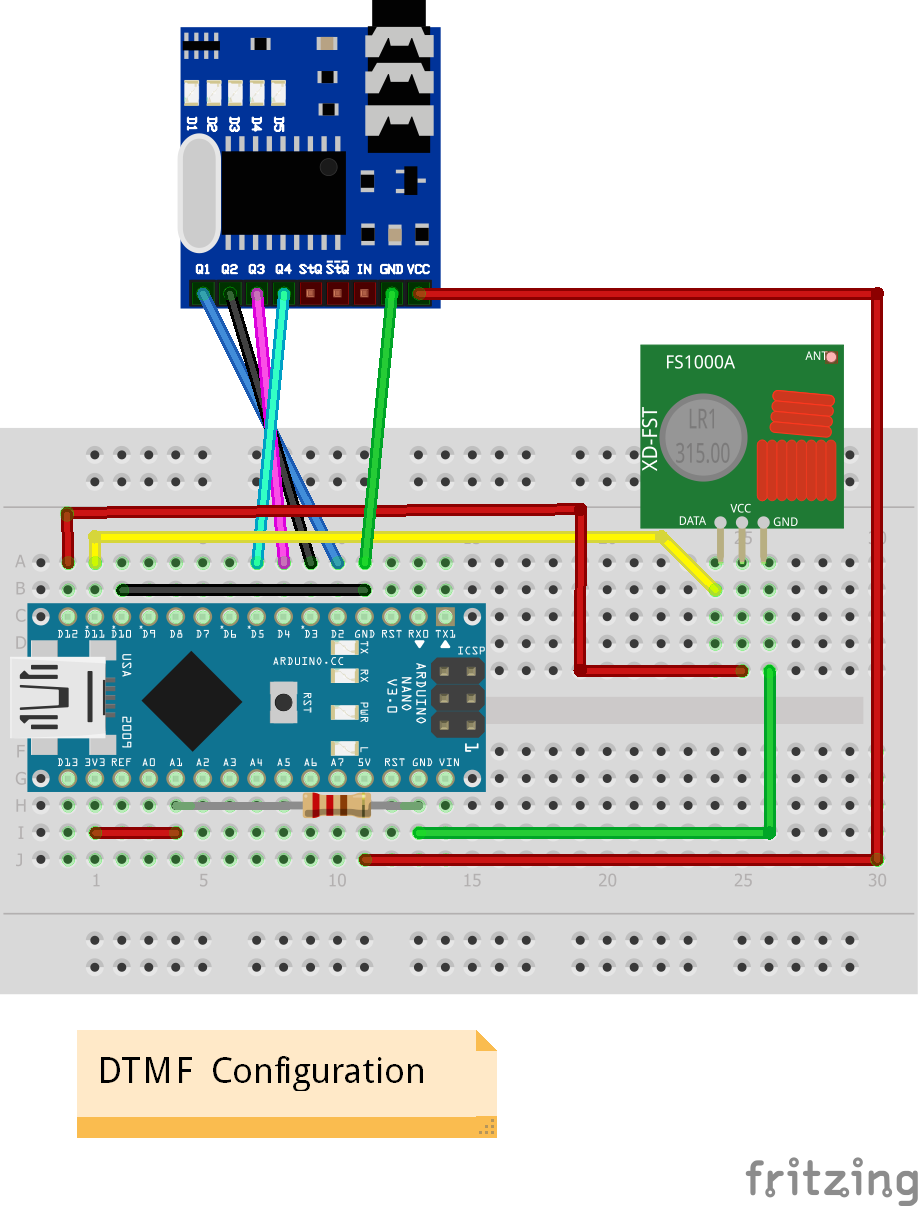 D1 D2 D3 D4 D5
Q1 Q2 Q3 Q4 StQ StQ IN GND VCC
FS1000A
ANT
XD-FST
LR1
315.00
DATA VCC GND
A
B
C
D
F
G
H
I
J
D12 D11 D10 D9 D8 D7 D6 D5 D4 D3 D2 GND RST RX0 TX1
USA
2009
ARDUINO.CC
RST
TX
RX
PWR
L
ARDUINO
NANO
V3.0
ICSP
1
D13 3V3 REF A0 A1 A2 A3 A4 A5 A6 A7 5V RST GND VIN
1 5 10 15 20 25 30
DTMF Configuration
fritzing